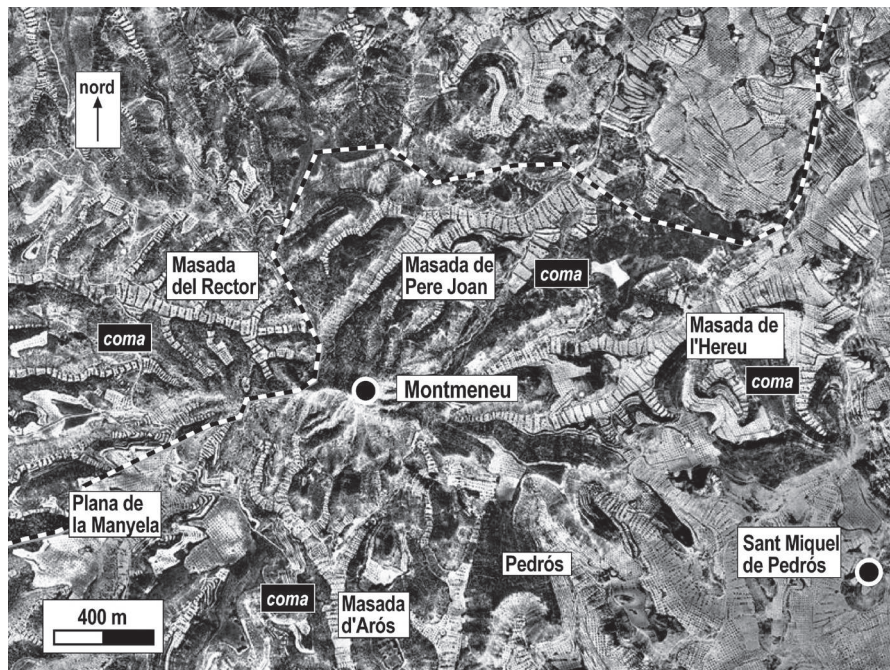 nord
Masada
del Rector
Masada de
Pere Joan
coma
Masada de
l'Hereu
coma
coma
Montmeneu
Plana de
la Manyela
Pedrós
Sant Miquel
de Pedrós
coma
Masada
d'Arós
400 m